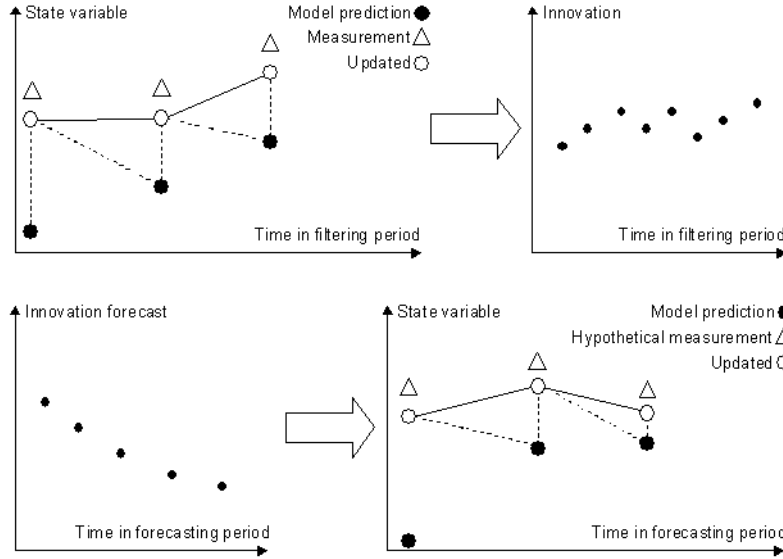 State variable
Model prediction
Measurement
Updated
Time in filtering period
Innovation
Time in filtering period
Innovation forecast
Time in forecasting period
State variable
Model prediction
Hypothetical measurement
Updated
Time in forecasting period